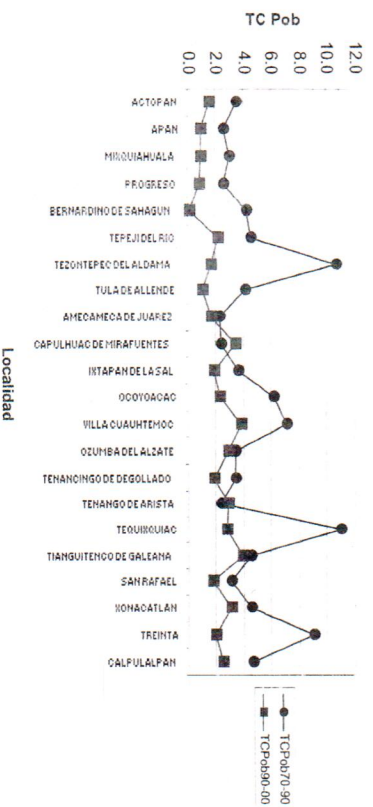 TC Pob
0.0
2.0
4.0
6.0
8.0
10.0
12.0
ACTOPAN
APAN
MIXQUIAHUALA
PROGRESO
BERNARDINO DE SAHAGUN
TEPEJI DEL RIO
TEZONTEPEC DEL ALDAMA
TULA DE ALLENDE
AMECAMECA DE JUAREZ
CAPULHUAC DE MIRAFUENTES
IXTAPAN DE LA SAL
OCOYOACAC
VILLA CUAUHTEMOC
OZUMBA DEL ALZATE
TENANCINGO DE DEGOLLADO
TENANGO DE ARISTA
TEQUIXQUIAC
TIANGUITENCO DE GALEANA
SAN RAFAEL
XONACATLAN
TREINTA
CALPULALPAN
Localidad
TCPob70-90
TCPob90-00